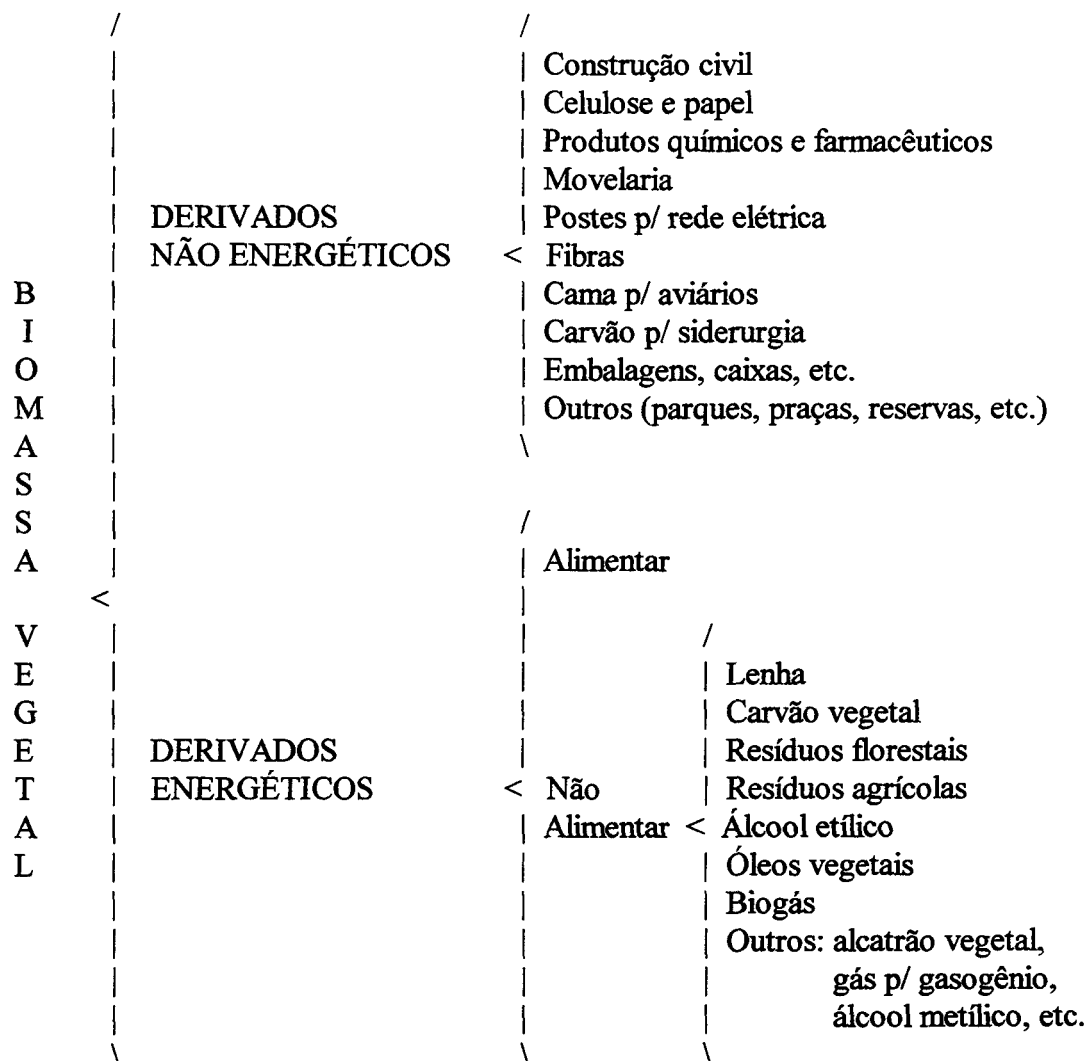 BIOMASSA VEGETAL
DERIVADOS
NÃO ENERGÉTICOS
Construção civil
Celulose e papel
Produtos químicos e farmacêuticos
Movelaria
Postes p/ rede elétrica
Fibras
Cama p/ aviários
Carvão p/ siderurgia
Embalagens, caixas, etc.
Outros (parques, praças, reservas, etc.)
DERIVADOS
ENERGÉTICOS
Alimentar
Não
Alimentar
Lenha
Carvão vegetal
Resíduos florestais
Resíduos agrícolas
Álcool etílico
Óleos vegetais
Biogás
Outros: alcatrão vegetal,
gás p/ gasogênio,
álcool metílico, etc.